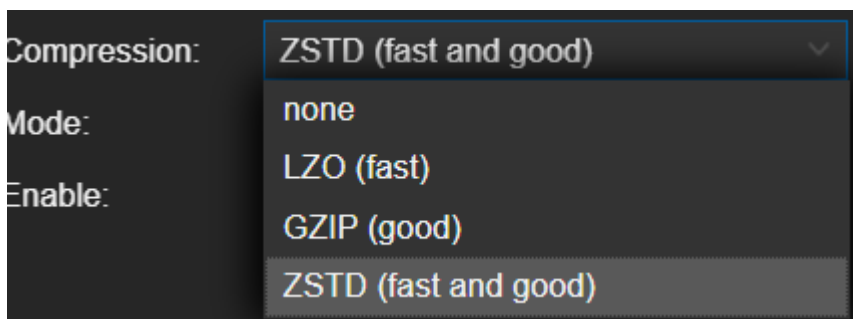 Compression: ZSTD (fast and good)
none
Mode:
LZO (fast)
Enable:
GZIP (good)
ZSTD (fast and good)